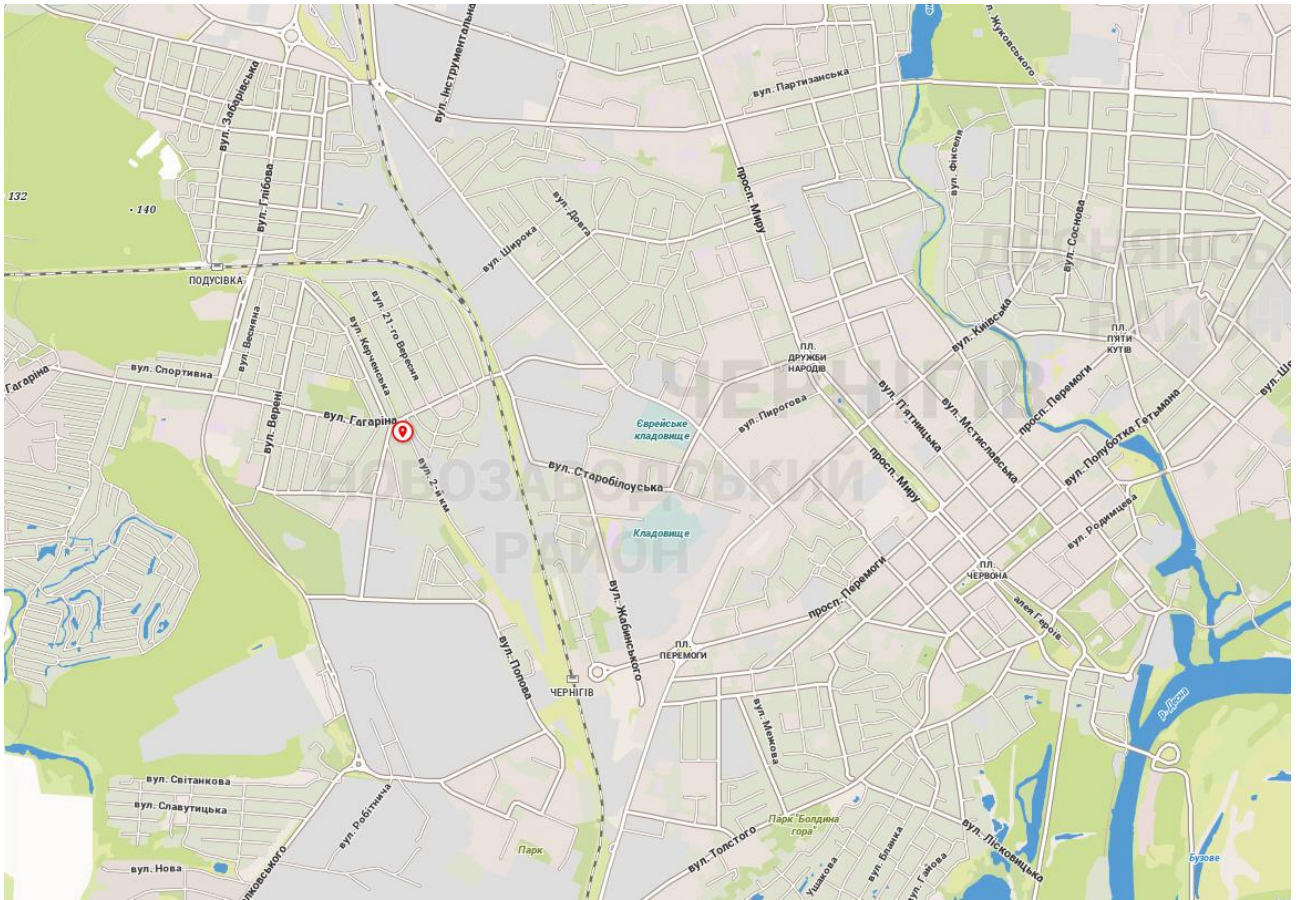 вул. Жуковського
вул. Інструментальна
вул. Партизанська
вул. Забарівська
вул. Фікселя
132
140
просп. Миру
вул. Глібова
вул. Довга
вул. Соснова
вул. Широка
ДЕСНЯНСЬ
РАЙОН
ПОДУСІВКА
вул. 21-го Вересня
вул. Київська
вул. Весняна
вул. Керченська
ПЛ.
П'ЯТИ
КУТІВ
ПЛ.
ДРУЖБИ
НАРОДІВ
Гагаріна
вул. Спортивна
ЧЕРНІГІВ
вул. Ше
просп. Перемоги
вул. П'ятницька
вул. Мстиславська
вул. Пирогова
вул. Гагаріна
вул. Верені
Єврейське
кладовище
вул. Полуботка Гетьмана
вул. 2-й км
вул. Старобілоуська
просп. Миру
НОВОЗАВОДСЬКИЙ
РАЙОН
вул. Родимцева
Кладовище
ПЛ.
ЧЕРВОНА
просп. Перемоги
вул. Жабинського
алея Героїв
вул. Попова
ПЛ.
ПЕРЕМОГИ
ЧЕРНІГІВ
р. Десна
вул. Межова
вул. Світанкова
вул. Славутицька
вул. Робітнича
Парк "Болдина
гора"
вул. Лісковицька
вул. Толстого
Парк
вул. Бланка
Бузове
вул. Нова
Ушакова
вул. Гайова